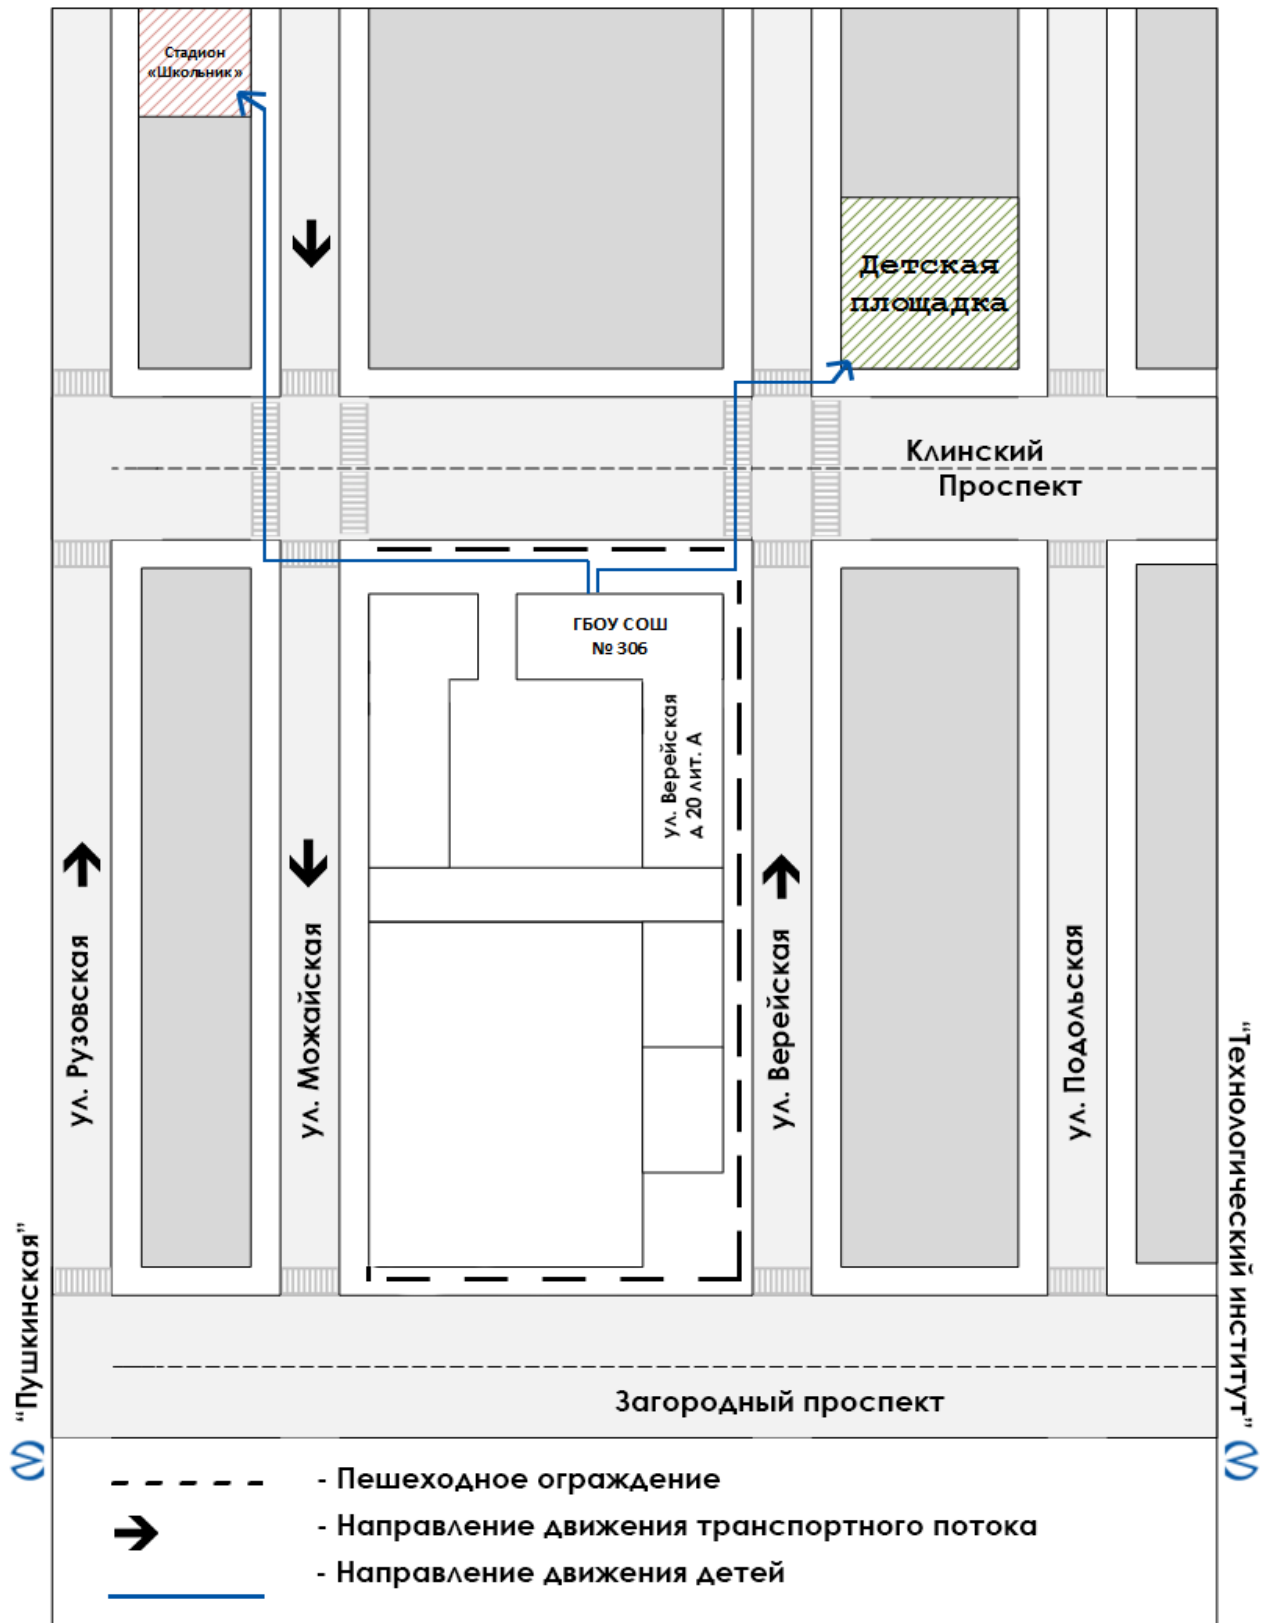 Стадион
«Школьник»
Детская
площадка
Клинский
Проспект
ГБОУ СОШ
№ 306
ул. Верейская
д 20 лит. А
ул. Рузовская
ул. Можайская
ул. Верейская
ул. Подольская
"Пушкинская"
"Технологический институт"
Загородный проспект
- Пешеходное ограждение
- Направление движения транспортного потока
- Направление движения детей